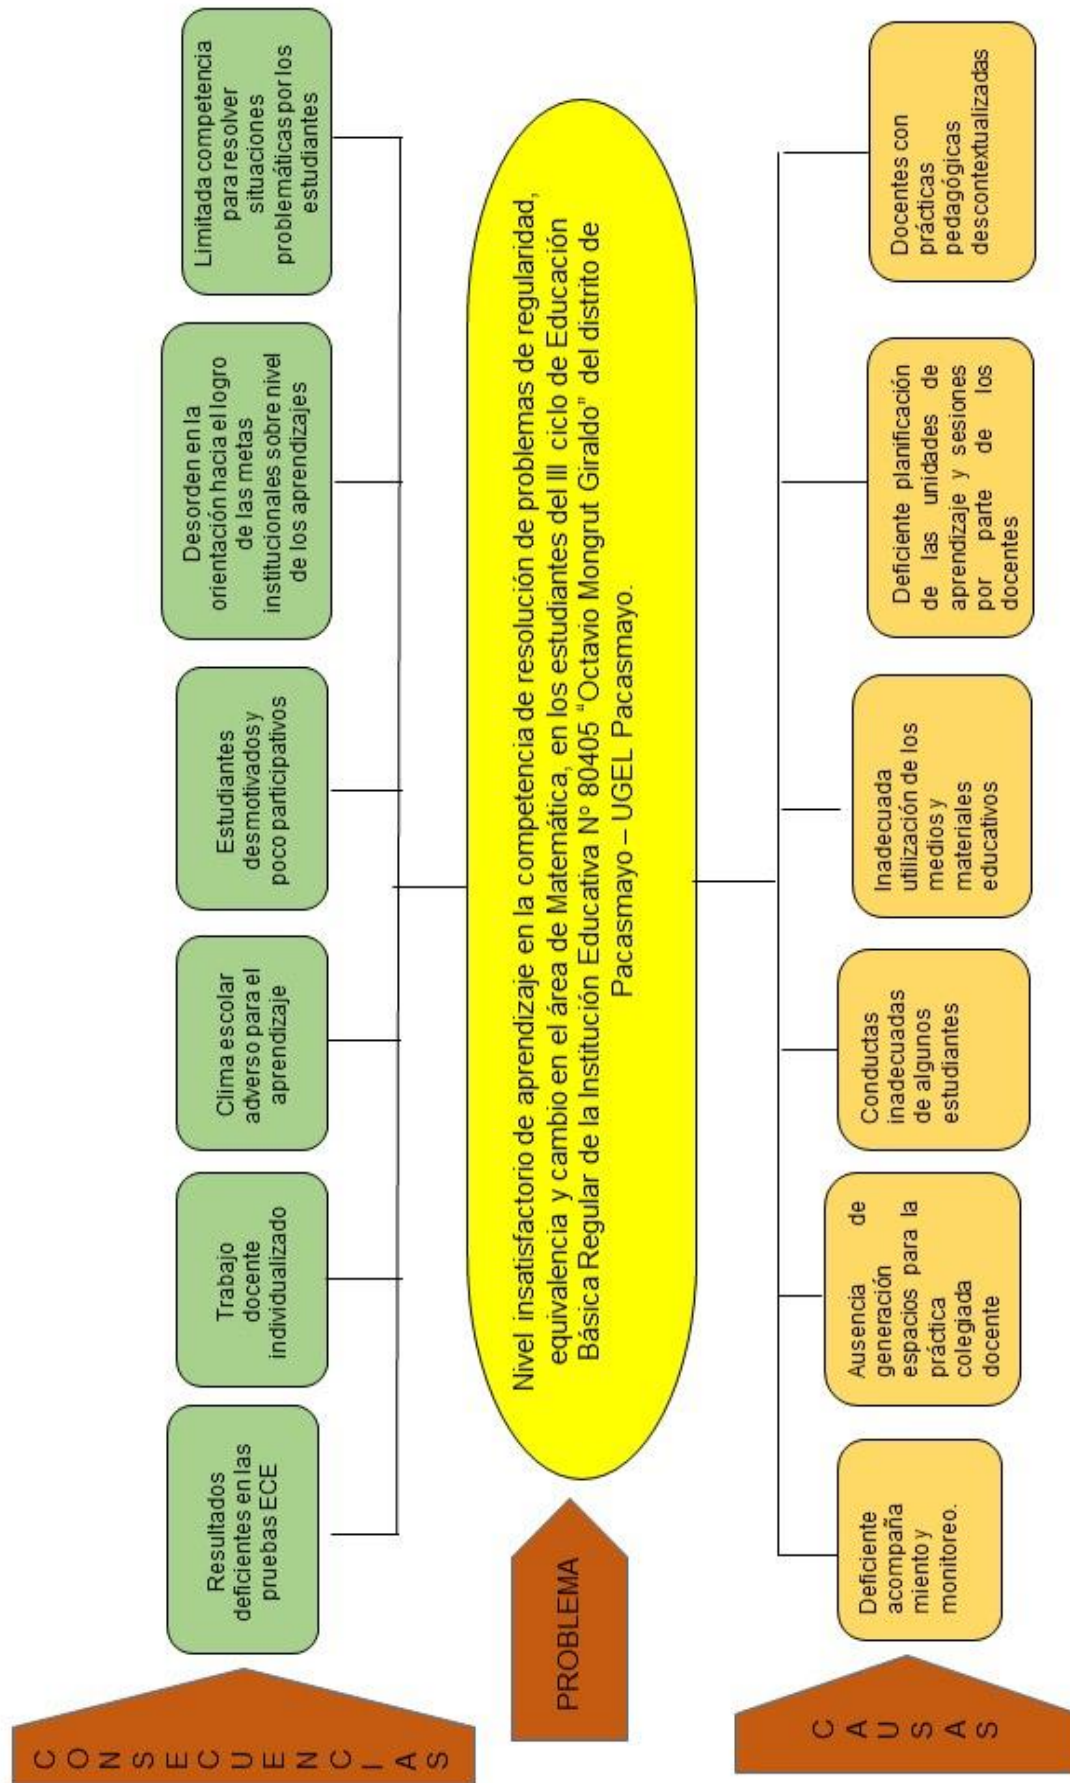 CONSECUENCIAS
Resultados
deficientes en las
pruebas ECE
Trabajo
docente
individualizado
Clima escolar
adverso para el
aprendizaje
Estudiantes
desmotivados y
poco participativos
Desorden en la
orientación hacia el logro
de las metas
institucionales sobre nivel
de los aprendizajes
Limitada competencia
para resolver
situaciones
problemáticas por los
estudiantes
PROBLEMA
Nivel insatisfactorio de aprendizaje en la competencia de resolución de problemas de regularidad,
equivalencia y cambio en el área de Matemática, en los estudiantes del III ciclo de Educación
Básica Regular de la Institución Educativa Nº 80405 “Octavio Mongrut Giraldo” del distrito de
Pacasmayo – UGEL Pacasmayo.
CAUSAS
Deficiente
acompaña
miento y
monitoreo.
Ausencia de
generación
espacios para la
práctica
colegiada
docente
Conductas
inadecuadas
de algunos
estudiantes
Inadecuada
utilización de los
medios y
materiales
educativos
Deficiente planificación
de las unidades de
aprendizaje y sesiones
por parte de los
docentes
Docentes con
prácticas
pedagógicas
descontextualizadas